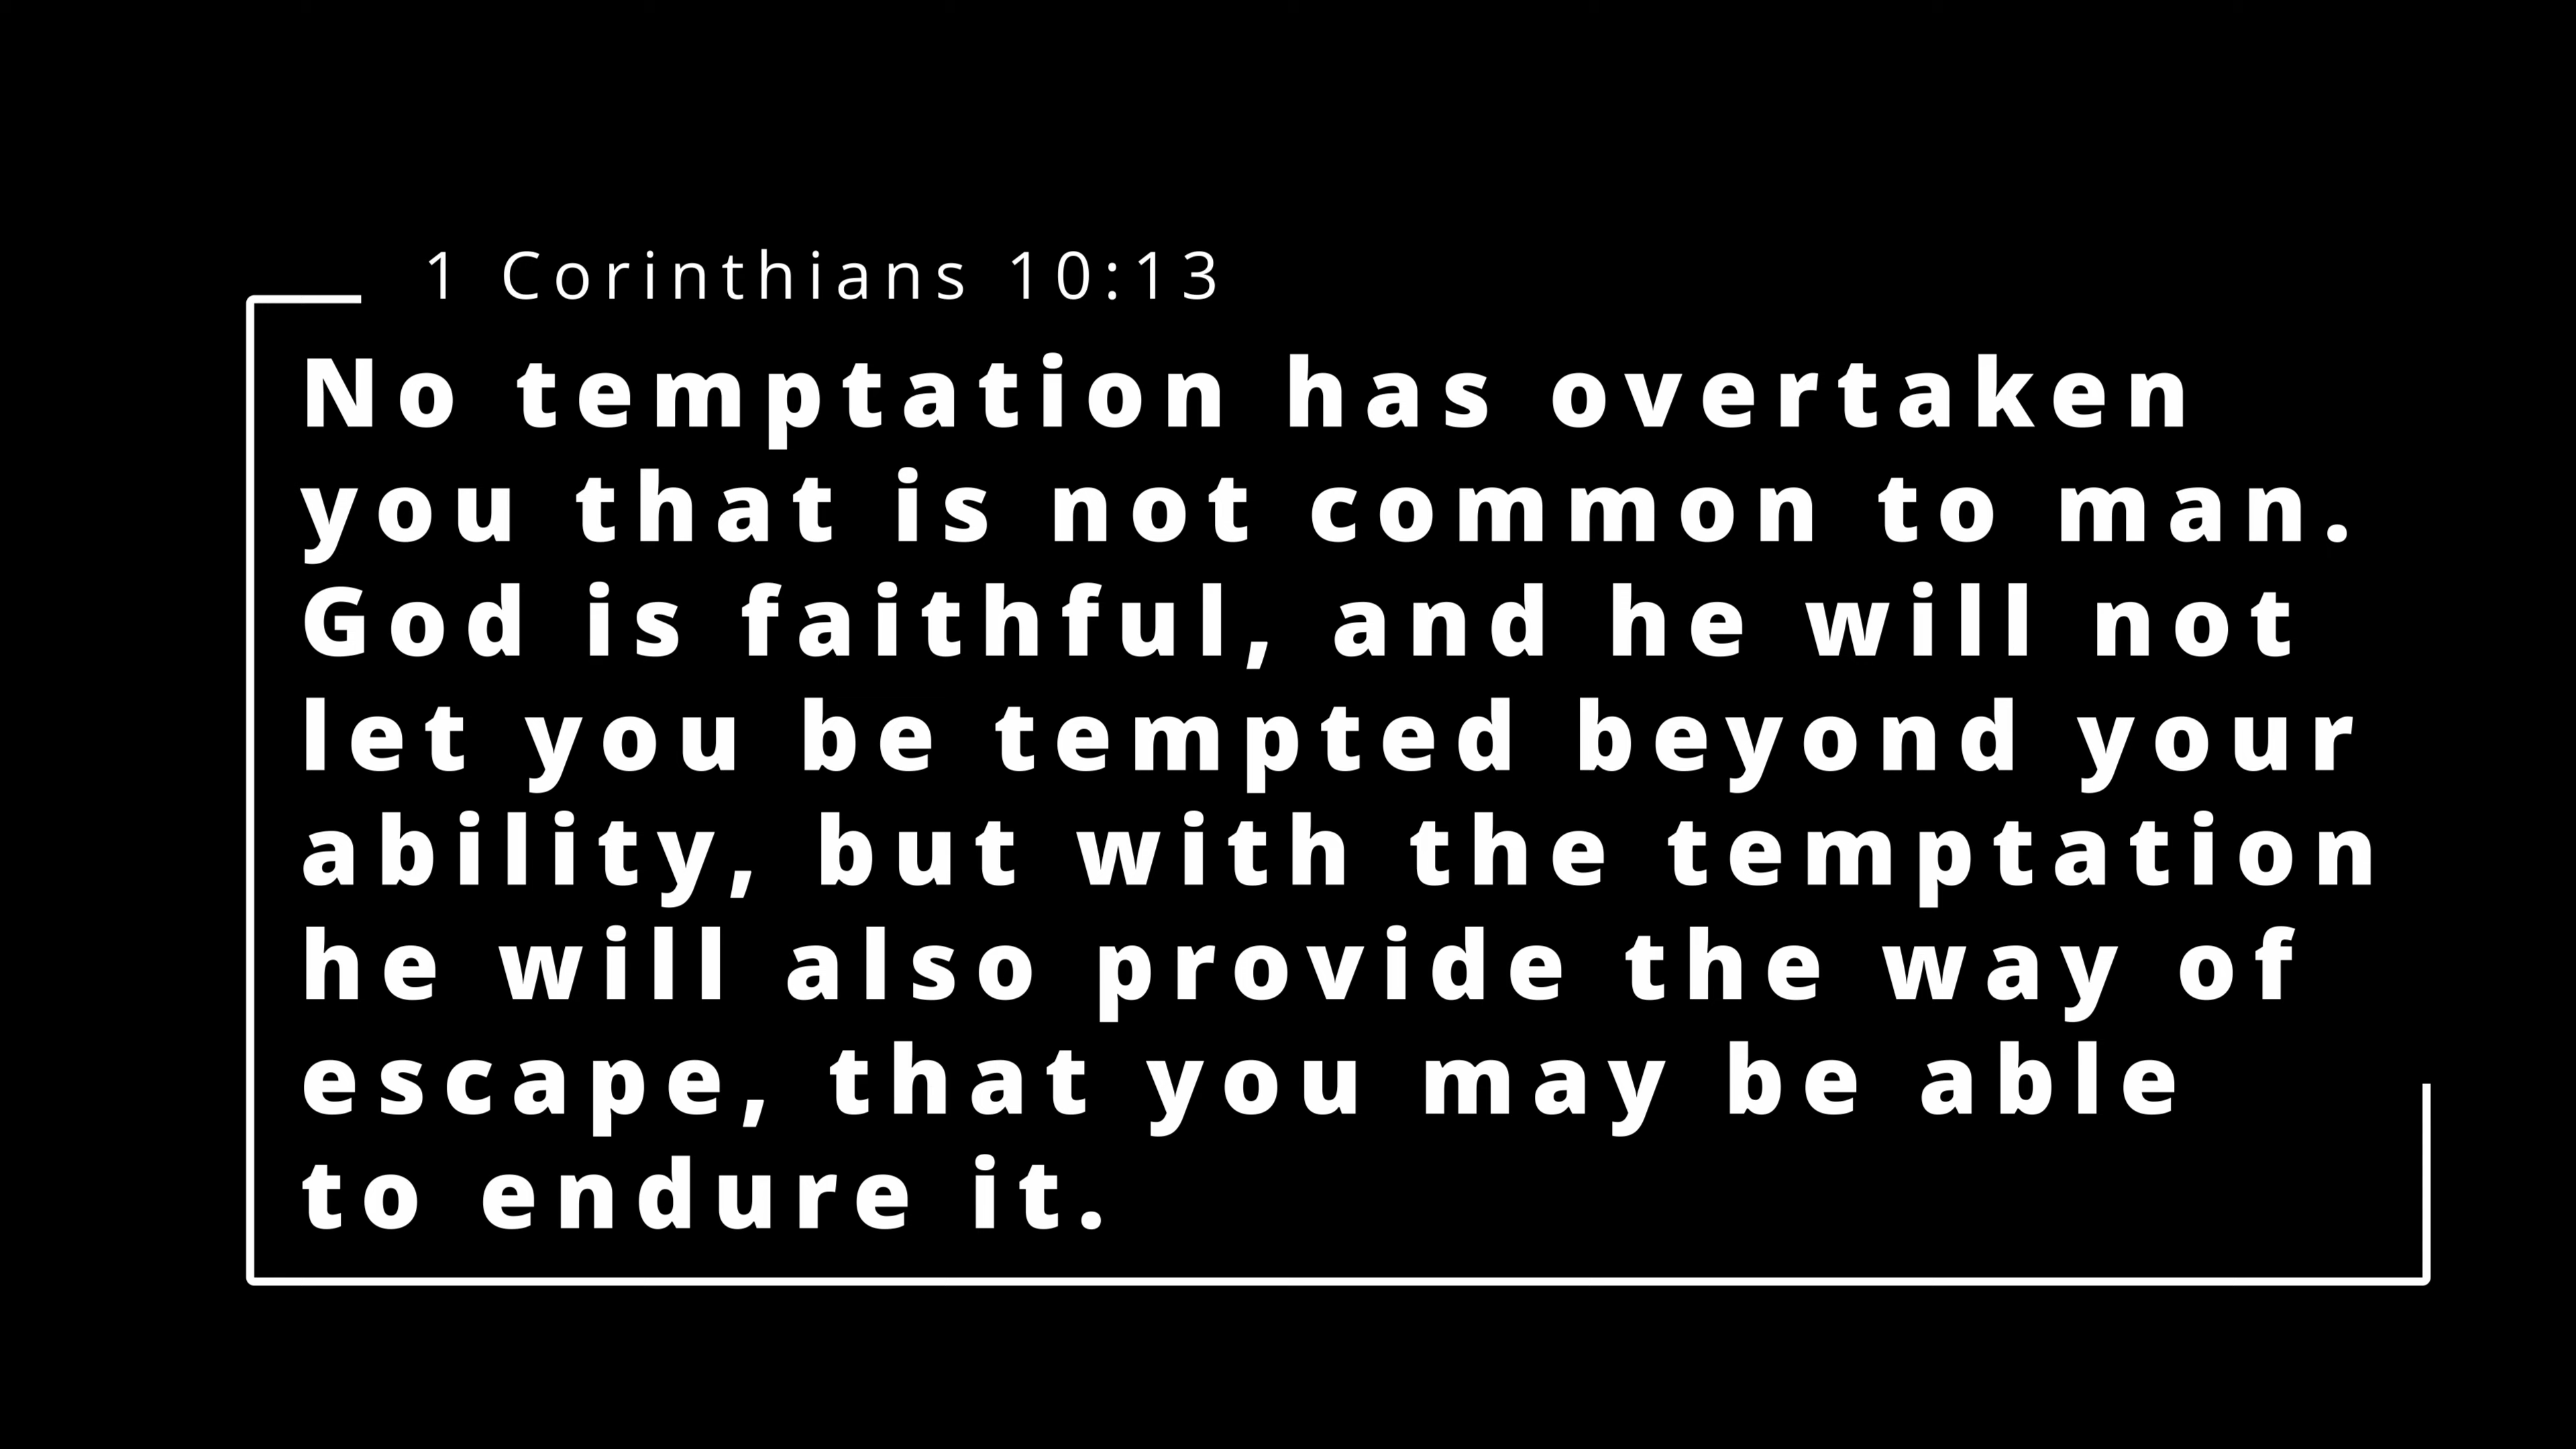 1 Corinthians 10:13
No temptation has overtaken
you that is not common to man.
God is faithful, and he will not
let you be tempted beyond your
ability, but with the temptation
he will also provide the way of
escape, that you may be able
to endure it.